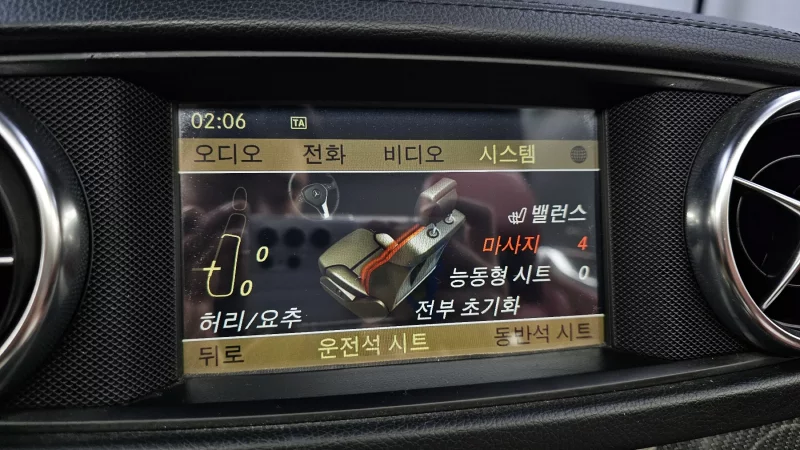 02:06 TA
오디오 전화 비디오 시스템
밸런스
마사지 4
0
능동형 시트 0
0
전부 초기화
허리/요추
뒤로 운전석 시트 동반석 시트